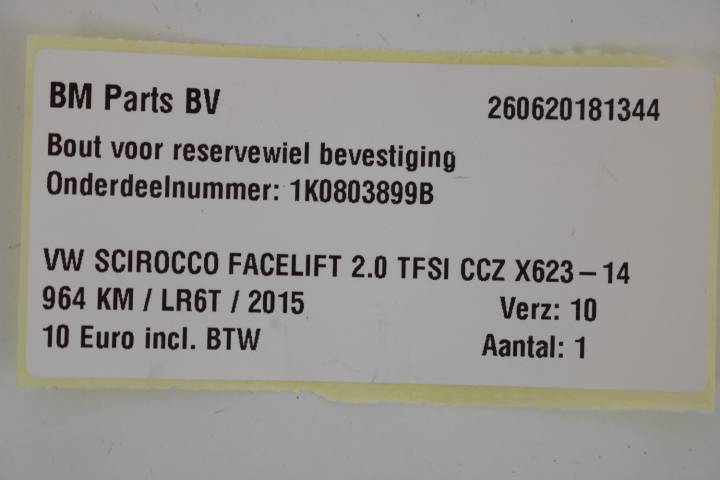 BM Parts BV 260620181344
Bout voor reservewiel bevestiging
Onderdeelnummer: 1K0803899B
VW SCIROCCO FACELIFT 2.0 TFSI CCZ X623-14
964 KM / LR6T / 2015 Verz: 10
10 Euro incl. BTW Aantal: 1